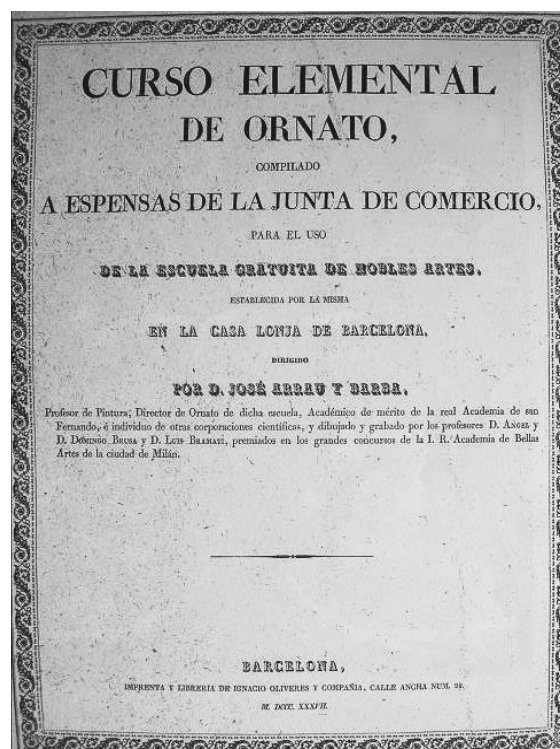 CURSO ELEMENTAL
DE ORNATO,
COMPILADO
A ESPENSAS DE LA JUNTA DE COMERCIO,
PARA EL USO
DE LA ESCUELA GRATUITA DE NOBLES ARTES,
ESTABLECIDA POR LA MISMA
EN LA CASA LONJA DE BARCELONA,
DIRIGIDO
POR D. JOSÉ ARRAU Y BARBA,
Profesor de Pintura, Director de Ornato de dicha escuela, Académico de mérito de la real Academia de san
Fernando, é individuo de otras corporaciones científicas, y dibujado y grabado por los profesores D. ANGEL y
D. DOMINGO BRUSA y D. LUIS BRAMATI, premiados en los grandes concursos de la I. R. Academia de Bellas
Artes de la ciudad de Milán.
BARCELONA,
IMPRENTA Y LIBRERIA DE IGNACIO OLIVERES Y COMPAÑIA, CALLE ANCHA NUM. 26.
M. DCCC. XXXVII.